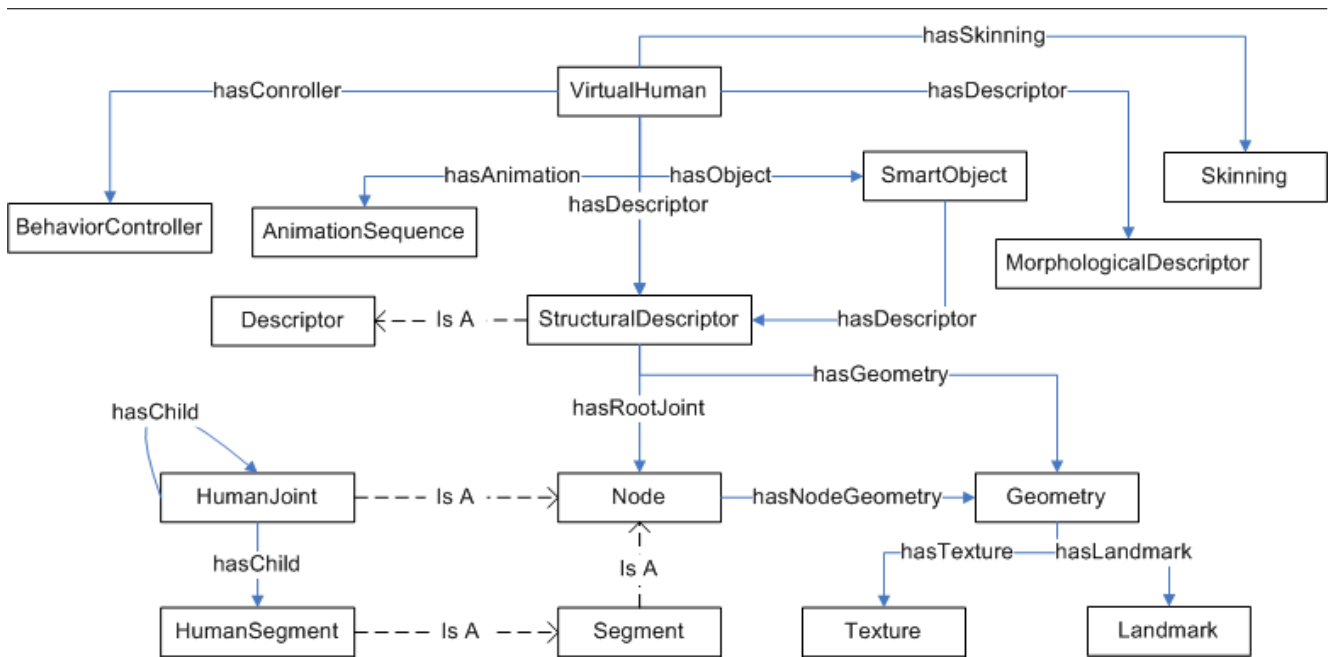 hasSkinning
hasConroller
VirtualHuman
hasDescriptor
hasAnimation
hasObject
SmartObject
Skinning
hasDescriptor
BehaviorController
AnimationSequence
MorphologicalDescriptor
Descriptor
Is A
StructuralDescriptor
hasDescriptor
hasGeometry
hasChild
hasRootJoint
HumanJoint
Is A
Node
hasNodeGeometry
Geometry
hasChild
Is A
hasTexture
hasLandmark
HumanSegment
Is A
Segment
Texture
Landmark